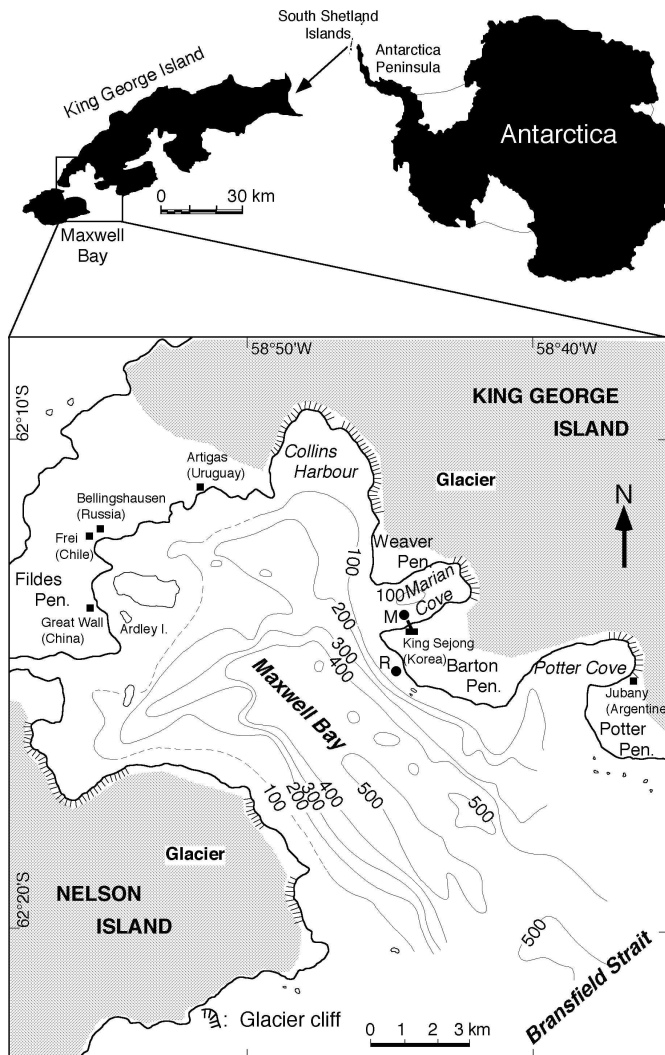 South Shetland
Islands
Antarctica
Peninsula
King George Island
Antarctica
0 30 km
Maxwell
Bay
58°50'W
58°40'W
62°10'S
KING GEORGE
ISLAND
Collins
Harbour
Artigas
(Uruguay)
Glacier
N
Bellingshausen
(Russia)
Frei
(Chile)
Weaver
Pen.
100
Fildes
Pen.
100
Marian
Cove
Great Wall
(China)
Ardley I.
200
M
300
King Sejong
(Korea)
400
R
Barton
Pen.
Potter Cove
Maxwell Bay
Jubany
(Argentine)
Potter
Pen.
100
200
300
400
500
500
Glacier
62°20'S
NELSON
ISLAND
500
Bransfield Strait
: Glacier cliff
0 1 2 3 km